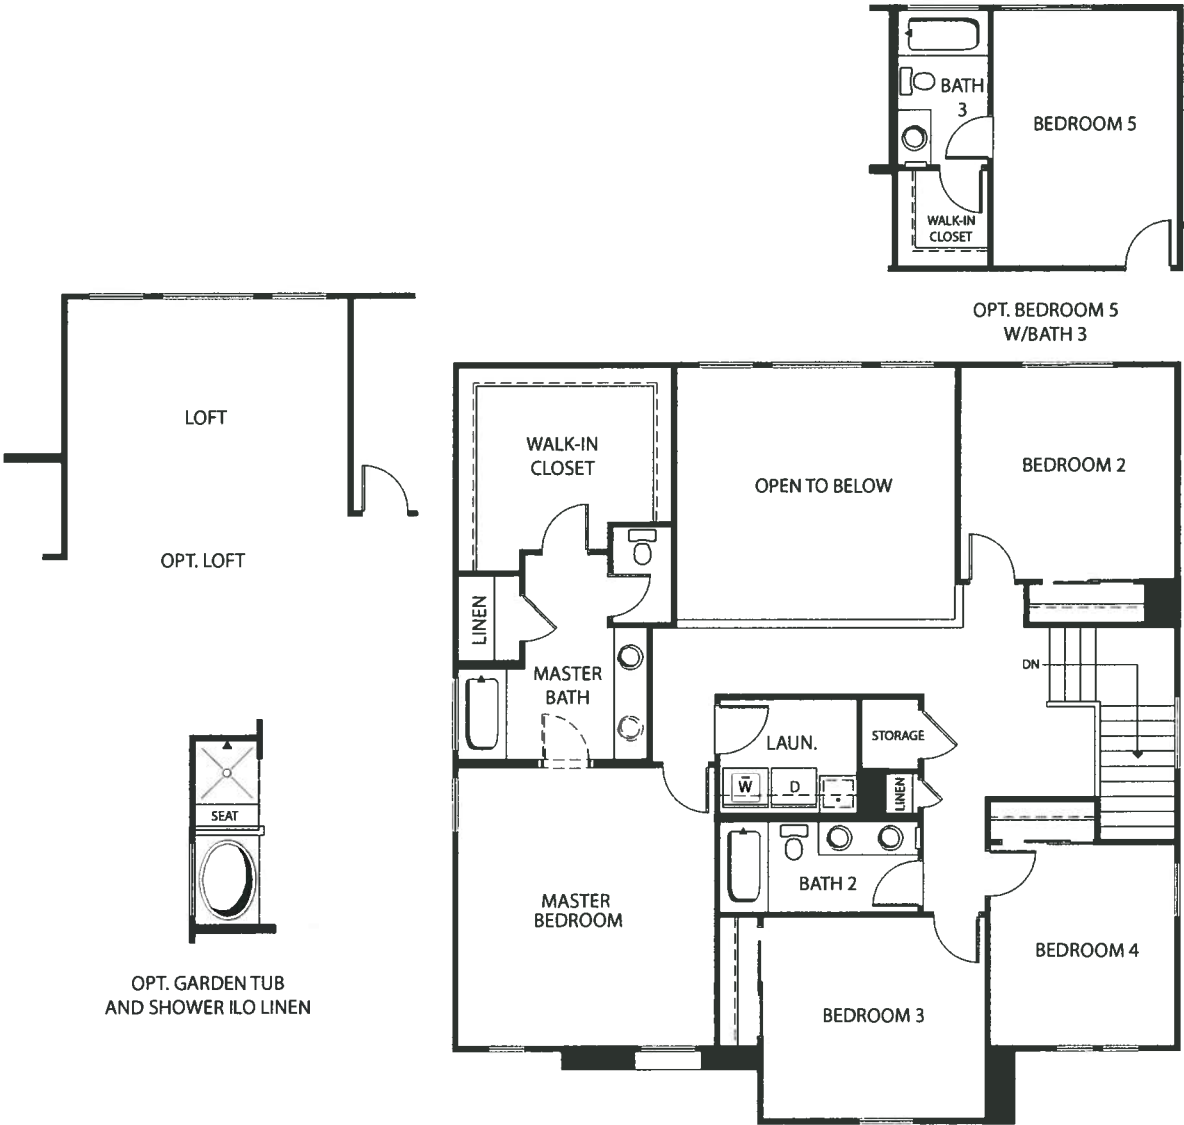 BATH
3
BEDROOM 5
WALK-IN
CLOSET
OPT. BEDROOM 5
W/BATH 3
LOFT
OPT. LOFT
WALK-IN
CLOSET
OPEN TO BELOW
BEDROOM 2
LINEN
MASTER
BATH
DN
LAUN.
STORAGE
W
D
LINEN
SEAT
BATH 2
MASTER
BEDROOM
BEDROOM 4
BEDROOM 3
OPT. GARDEN TUB
AND SHOWER ILO LINEN